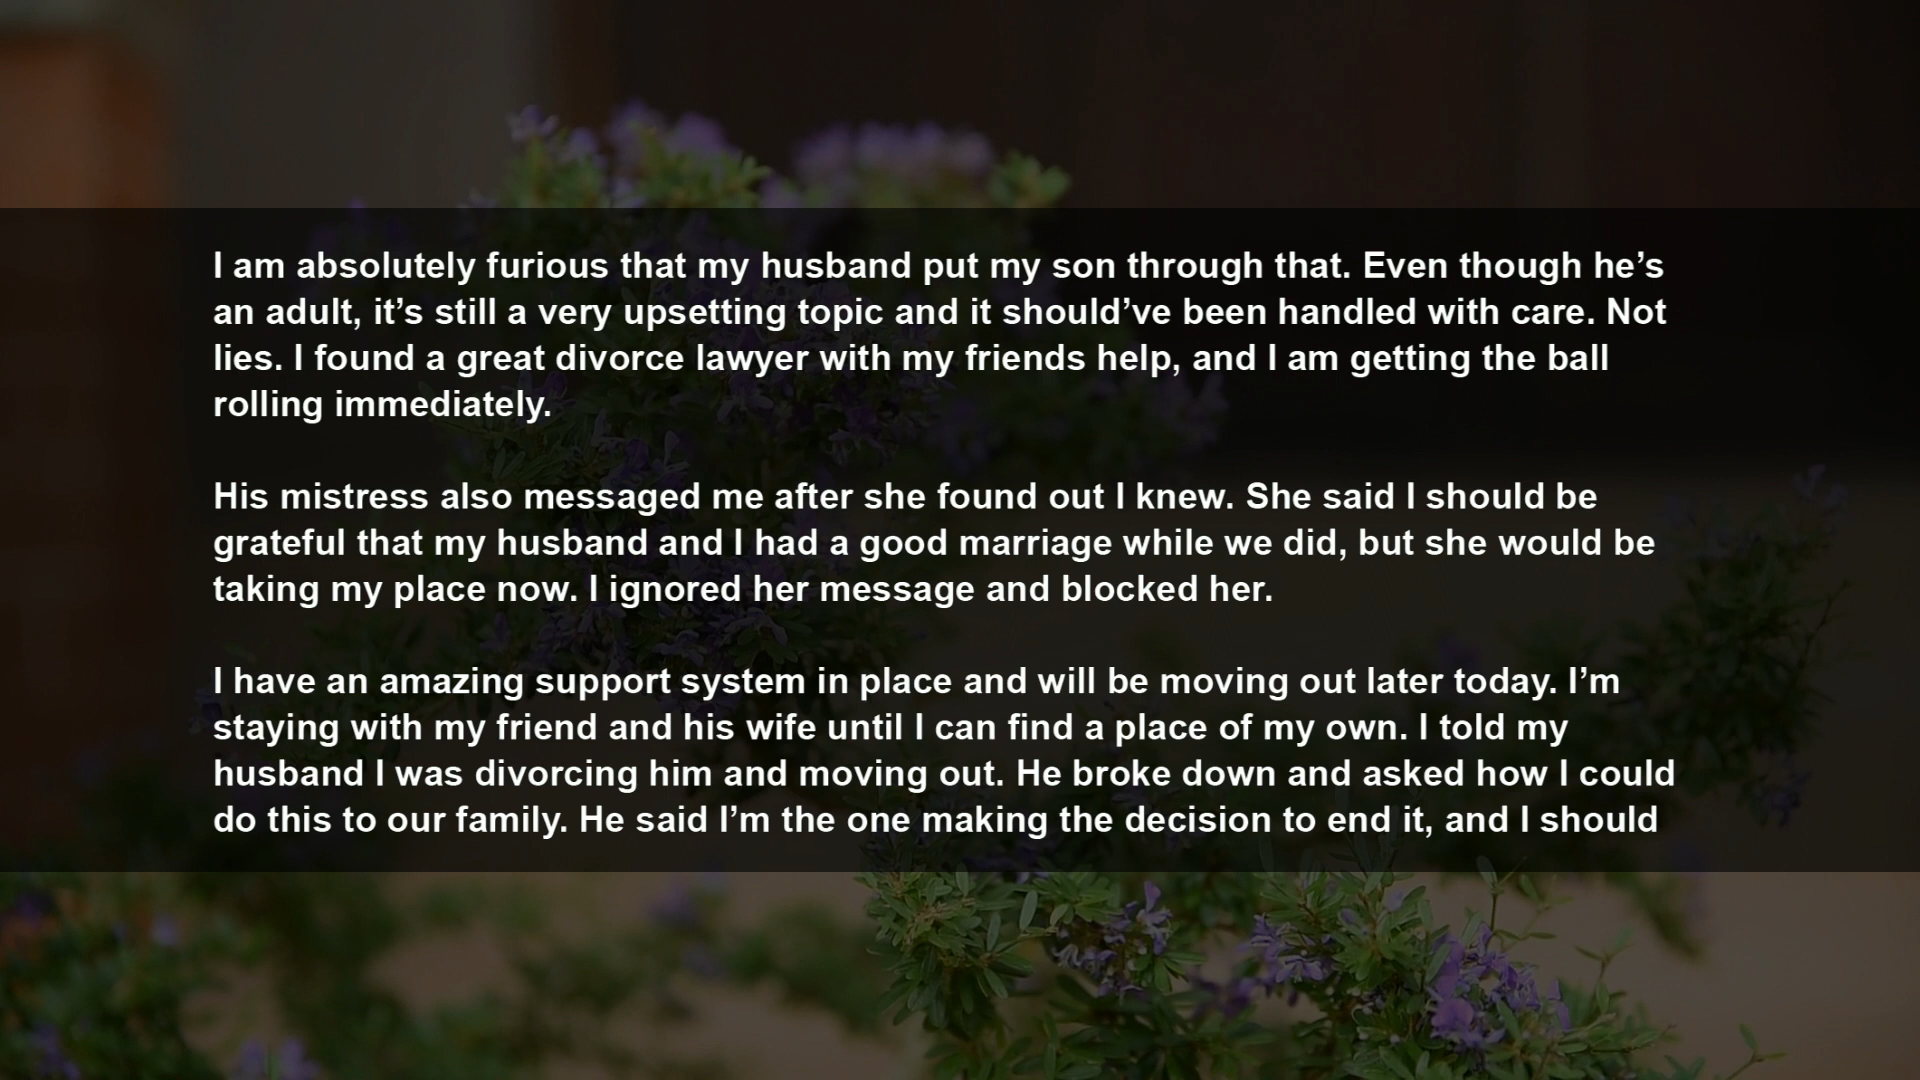 I am absolutely furious that my husband put my son through that. Even though he’s
an adult, it’s still a very upsetting topic and it should’ve been handled with care. Not
lies. I found a great divorce lawyer with my friends help, and I am getting the ball
rolling immediately.
His mistress also messaged me after she found out I knew. She said I should be
grateful that my husband and I had a good marriage while we did, but she would be
taking my place now. I ignored her message and blocked her.
I have an amazing support system in place and will be moving out later today. I’m
staying with my friend and his wife until I can find a place of my own. I told my
husband I was divorcing him and moving out. He broke down and asked how I could
do this to our family. He said I’m the one making the decision to end it, and I should